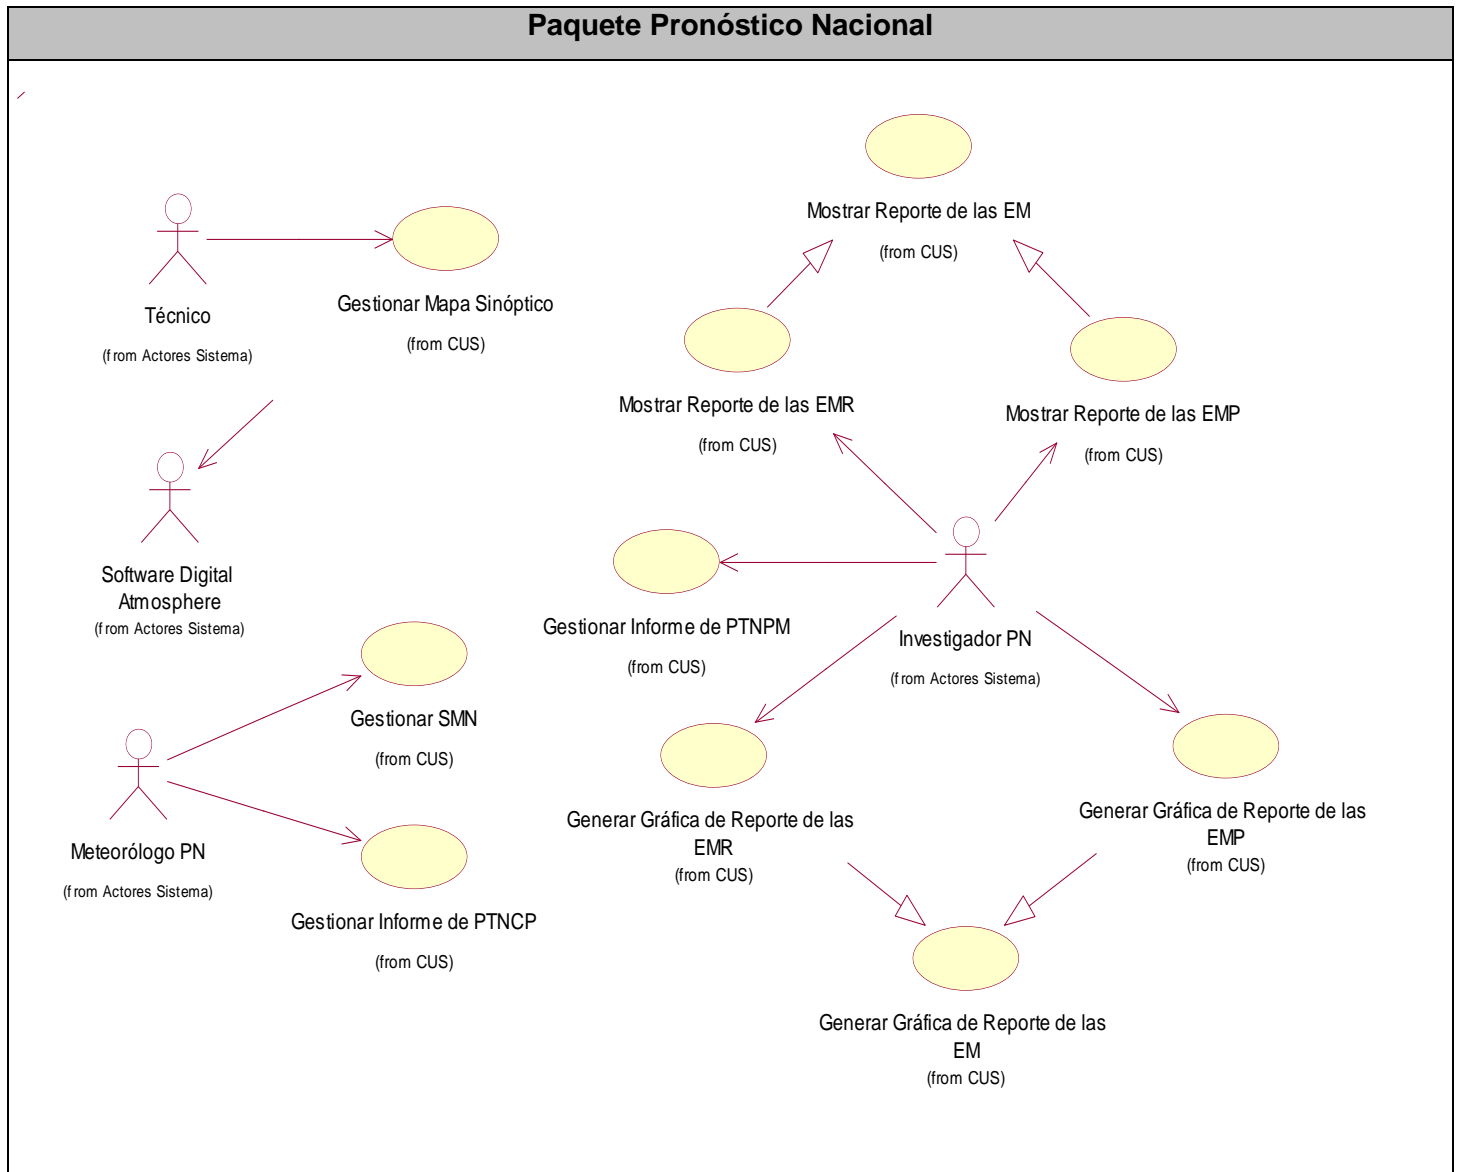 Paquete Pronóstico Nacional
Mostrar Reporte de las EM
(from CUS)
Técnico
(from Actores Sistema)
Gestionar Mapa Sinóptico
(from CUS)
Mostrar Reporte de las EMR
(from CUS)
Mostrar Reporte de las EMP
(from CUS)
Software Digital
Atmosphere
(from Actores Sistema)
Gestionar Informe de PTNPM
(from CUS)
Investigador PN
(from Actores Sistema)
Gestionar SMN
(from CUS)
Meteorólogo PN
(from Actores Sistema)
Generar Gráfica de Reporte de las
EMR
(from CUS)
Generar Gráfica de Reporte de las
EMP
(from CUS)
Gestionar Informe de PTNCP
(from CUS)
Generar Gráfica de Reporte de las
EM
(from CUS)